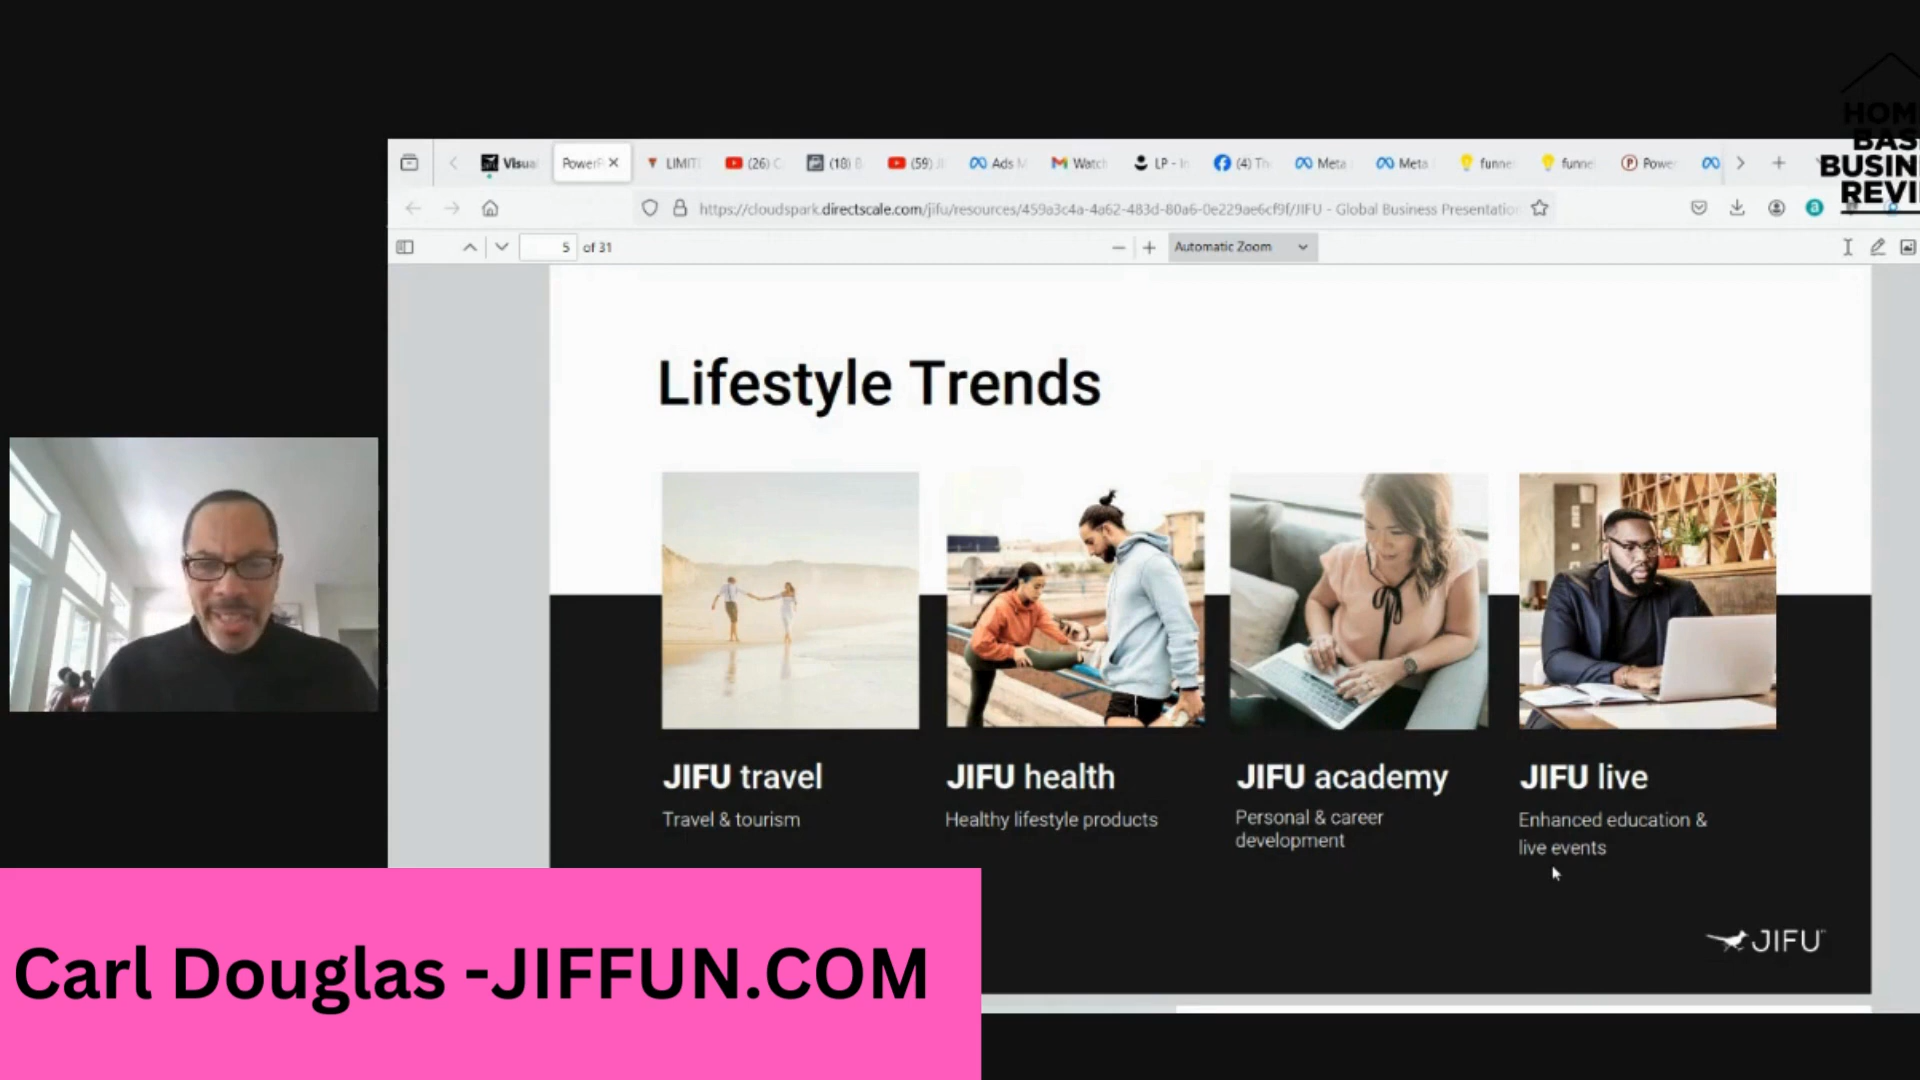 HOM
BAS
BUSIN
REVI
Visua
PowerP
LIMIT
(26) C
(18) B
(59)
Ads M
Watch
LP - In
(4) Th
Meta
Meta
funne
funne
Powe
https://cloudspark.directscale.com/jifu/resources/459a3c4a-4a62-483d-80a6-0e229ae6cf9f/JIFU - Global Business Presentatio
5 of 31
Automatic Zoom
Lifestyle Trends
JIFU travel
Travel & tourism
JIFU health
Healthy lifestyle products
JIFU academy
Personal & career
development
JIFU live
Enhanced education &
live events
JIFU
Carl Douglas -JIFFUN.COM